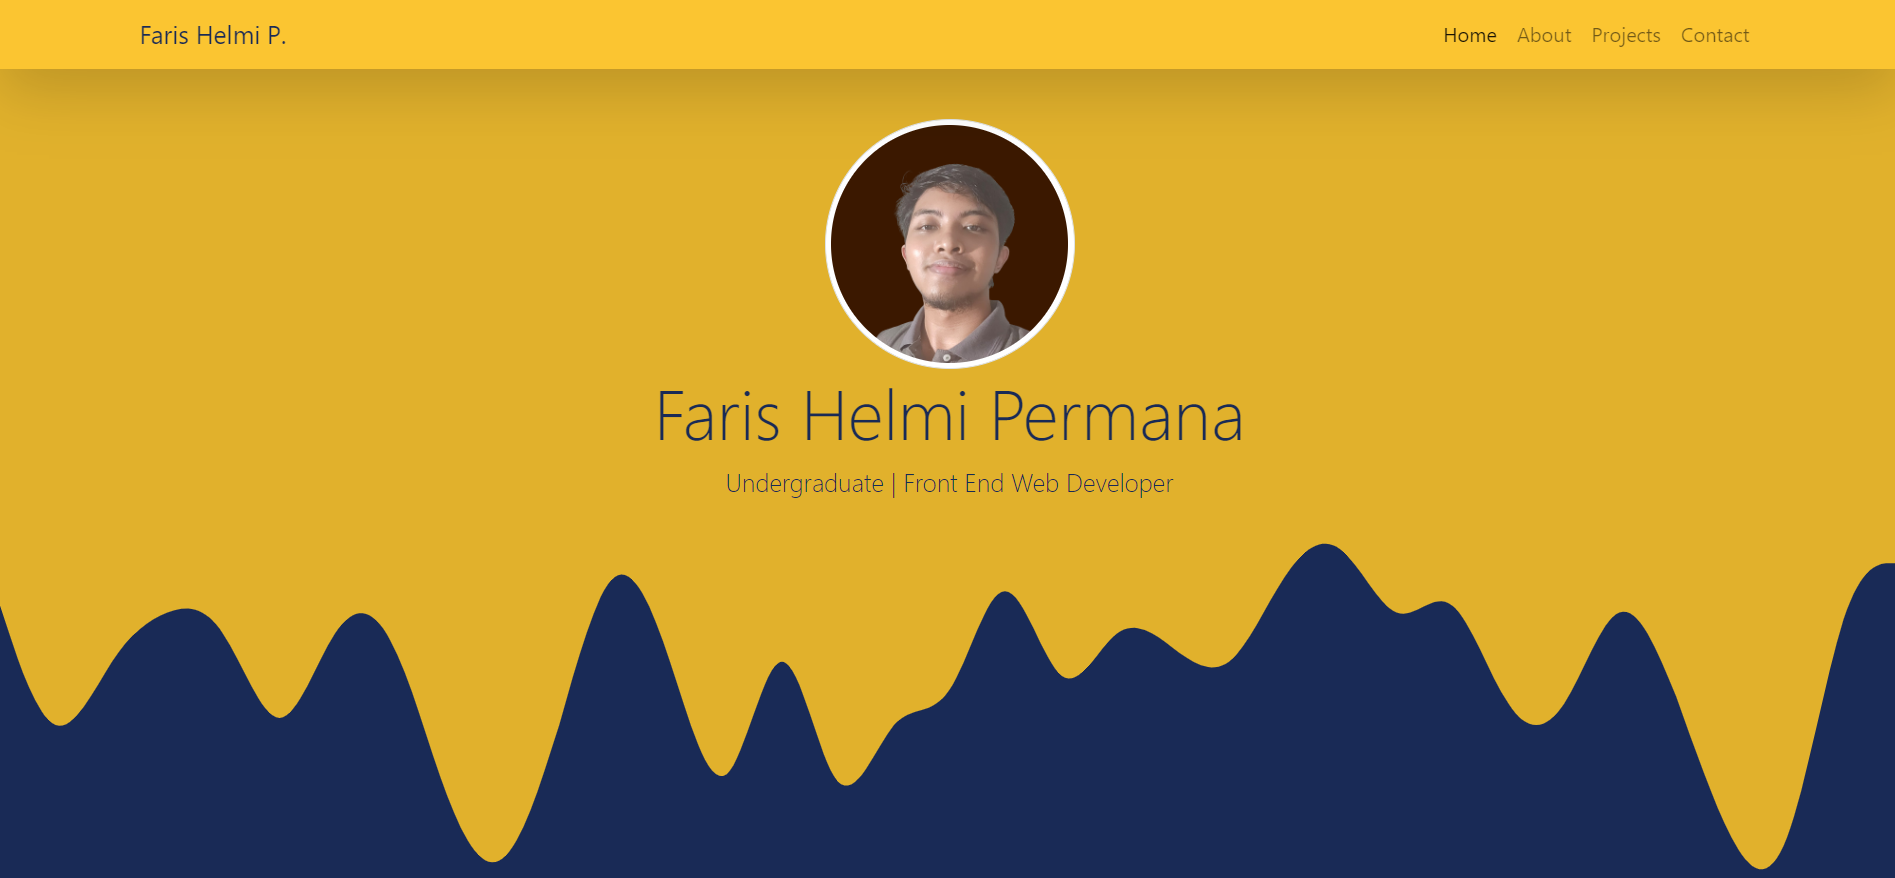 Faris Helmi P.
Home About Projects Contact
Faris Helmi Permana
Undergraduate | Front End Web Developer